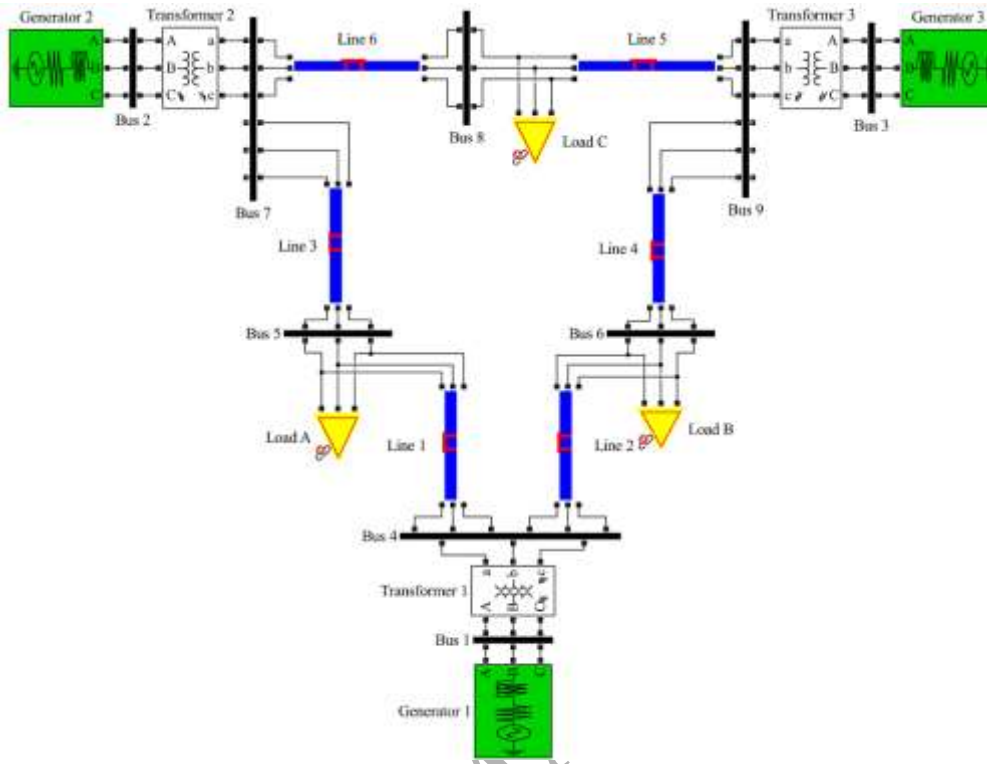 Generator 2
Transformer 2
Transformer 3
Generator 3
Line 6
Line 5
A
B
C
A
B
C
a
b
c
a
b
c
A
B
C
A
B
C
Bus 2
Bus 8
Load C
Bus 3
Bus 7
Bus 9
Line 3
Line 4
Bus 5
Bus 6
Load A
Line 1
Line 2
Load B
Bus 4
a
b
c
Transformer 1
A
B
C
Bus 1
A
B
C
Generator 1